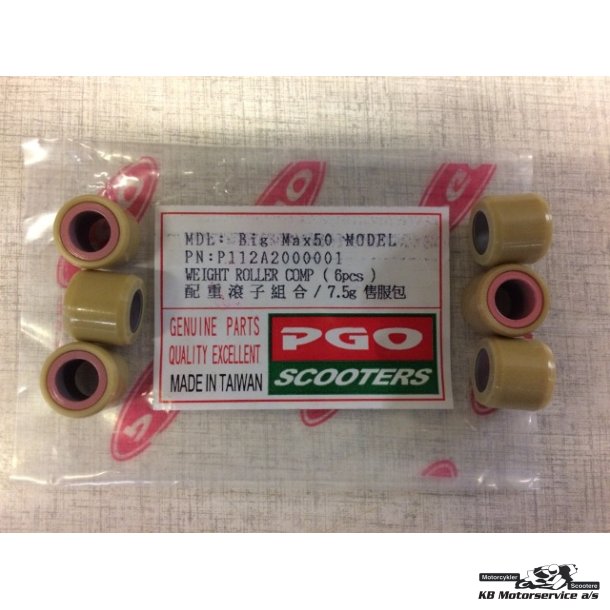 MDL: Big Max50 MODEL
PN:P112A2000001
WEIGHT ROLLER COMP ( 6pcs )
配重滾子組合/7.5g 售服包
GENUINE PARTS
QUALITY EXCELLENT
MADE IN TAIWAN
PGO
SCOOTERS
Motorcykler
Scootere
KB Motorservice a/s